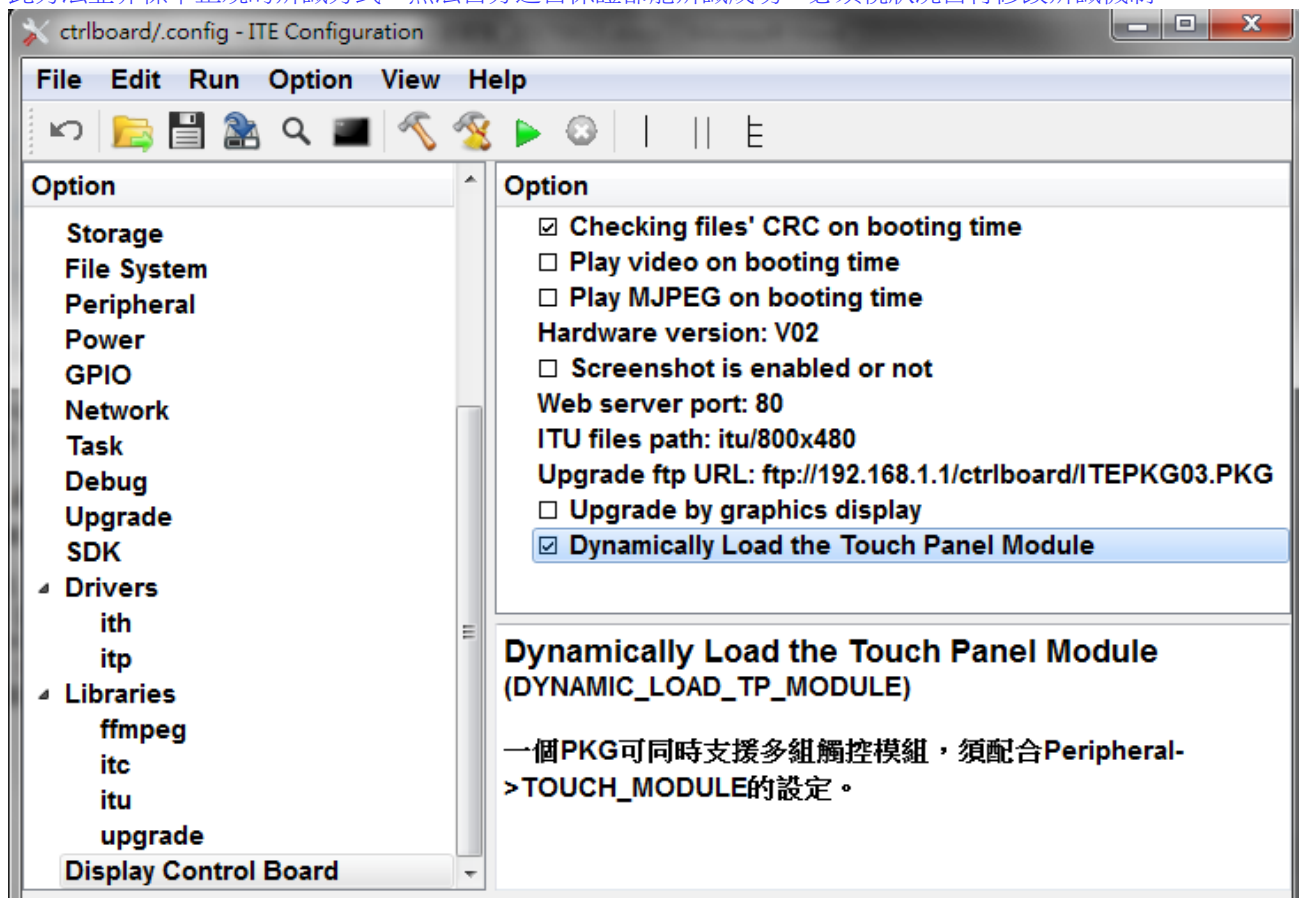 ctrlboard/.config - ITE Configuration
File Edit Run Option View Help
Option
Storage
File System
Peripheral
Power
GPIO
Network
Task
Debug
Upgrade
SDK
Drivers
ith
itp
Libraries
ffmpeg
itc
itu
upgrade
Display Control Board
Option
Checking files' CRC on booting time
Play video on booting time
Play MJPEG on booting time
Hardware version: V02
Screenshot is enabled or not
Web server port: 80
ITU files path: itu/800x480
Upgrade ftp URL: ftp://192.168.1.1/ctrlboard/ITEPKG03.PKG
Upgrade by graphics display
Dynamically Load the Touch Panel Module
Dynamically Load the Touch Panel Module
(DYNAMIC_LOAD_TP_MODULE)
一個PKG可同時支援多組觸控模組，須配合Peripheral-
>TOUCH_MODULE的設定。